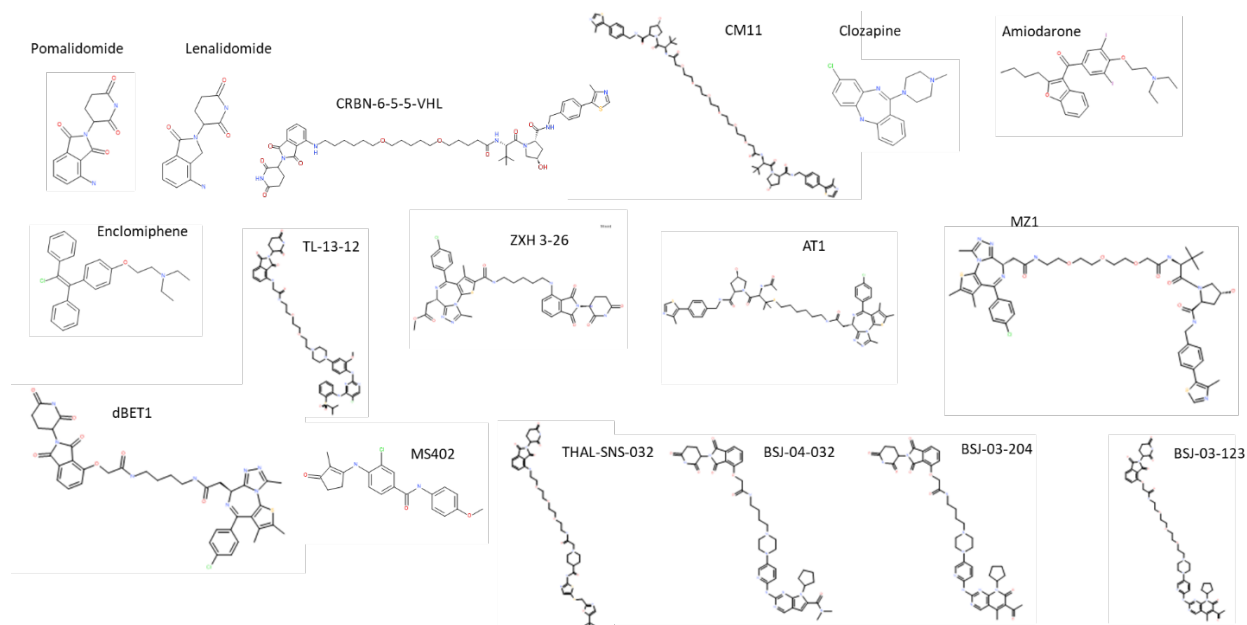 Pomalidomide
Lenalidomide
CRBN-6-5-5-VHL
CM11
Clozapine
Amiodarone
Enclomiphene
TL-13-12
ZXH 3-26
AT1
MZ1
dBET1
MS402
THAL-SNS-032
BSJ-04-032
BSJ-03-204
BSJ-03-123